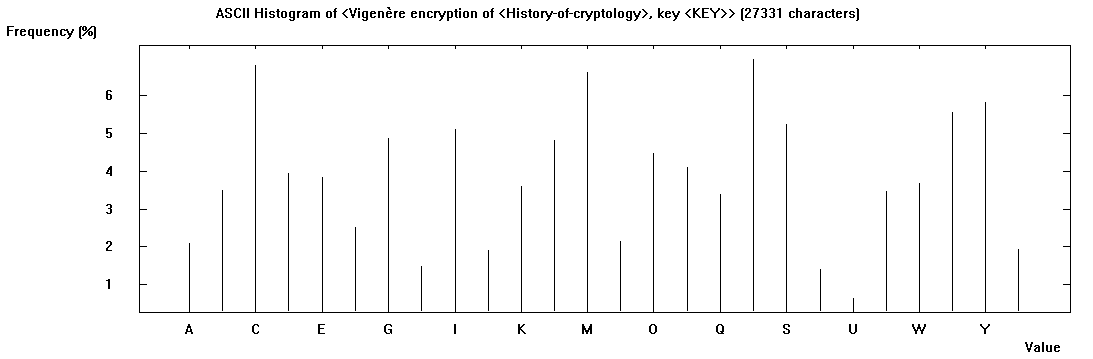 ASCII Histogram of <Vigenère encryption of <History-of-cryptology>, key <KEY>> (27331 characters)
Frequency (%)
6
5
4
3
2
1
A C E G I K M O Q S U W Y
Value